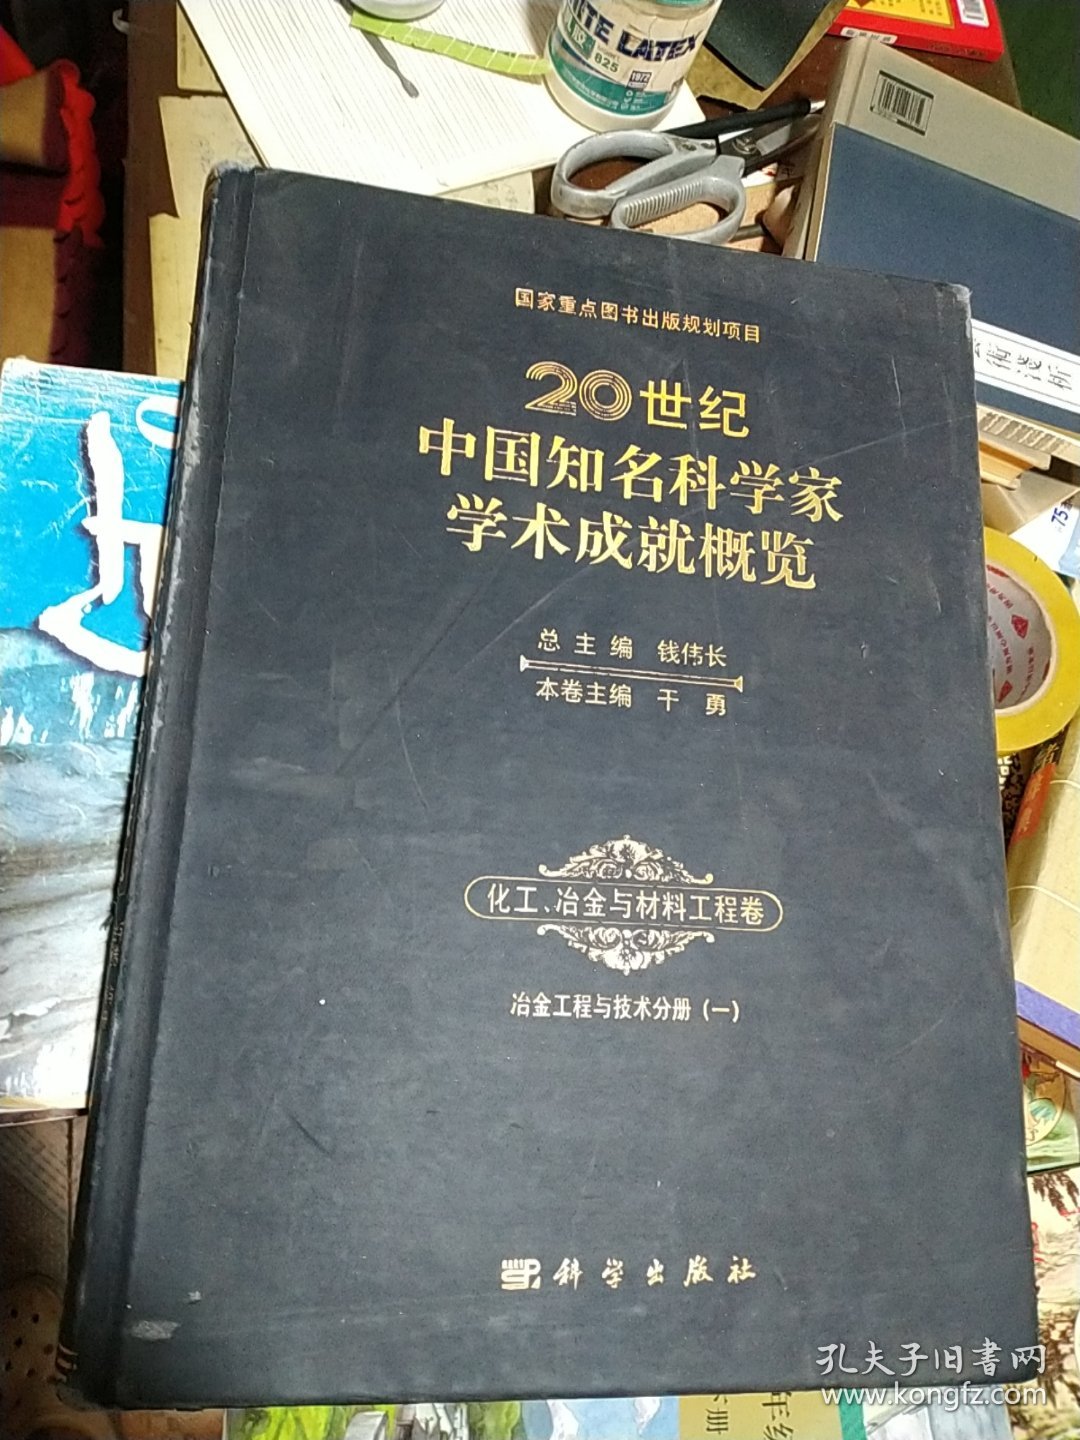 WHITE LATEX
825
1972
国家重点图书出版规划项目
20世纪
中国知名科学家
学术成就概览
总主编 钱伟长
本卷主编 干勇
化工、冶金与材料工程卷
冶金工程与技术分册(一)
科学出版社
75
孔夫子旧書网
www.kongfz.com